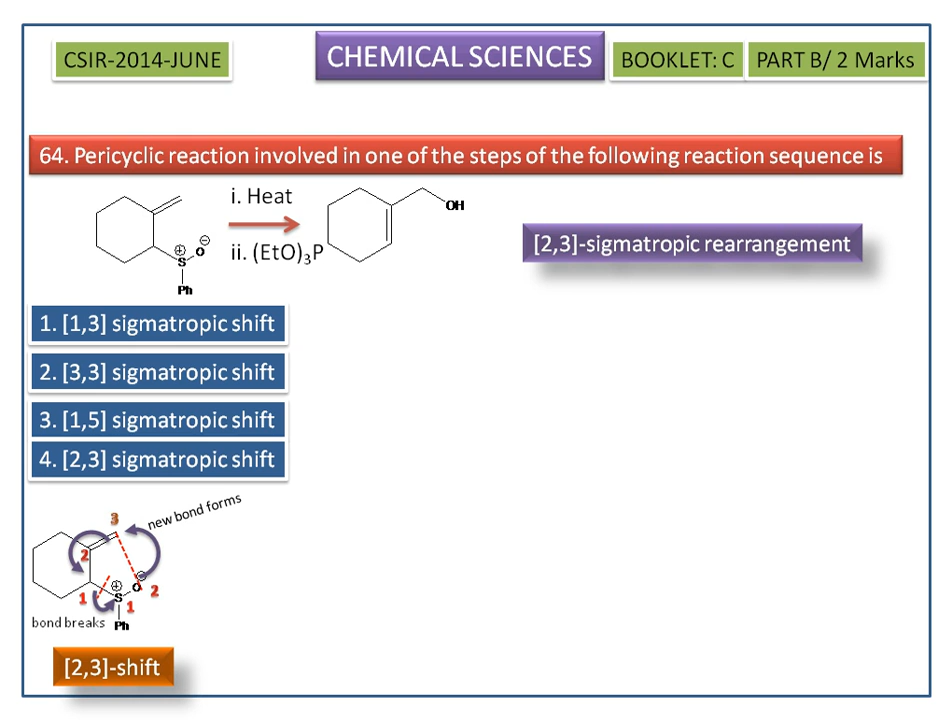 CSIR-2014-JUNE
CHEMICAL SCIENCES
BOOKLET: C
PART B/ 2 Marks
64. Pericyclic reaction involved in one of the steps of the following reaction sequence is
i. Heat
ii. (EtO)₃P
⊕
S
O
⊖
Ph
OH
[2,3]-sigmatropic rearrangement
1. [1,3] sigmatropic shift
2. [3,3] sigmatropic shift
3. [1,5] sigmatropic shift
4. [2,3] sigmatropic shift
3
new bond forms
2
1
⊕
S
O
⊖
2
1
bond breaks
Ph
[2,3]-shift